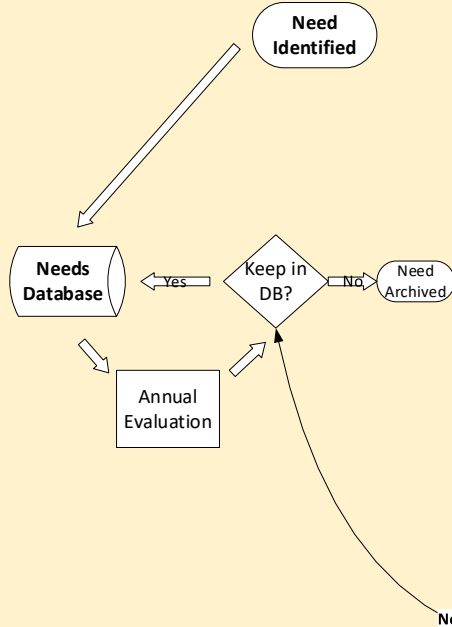 Need
Identified
Needs
Database
Yes
Keep in
DB?
No
Need
Archived
Annual
Evaluation